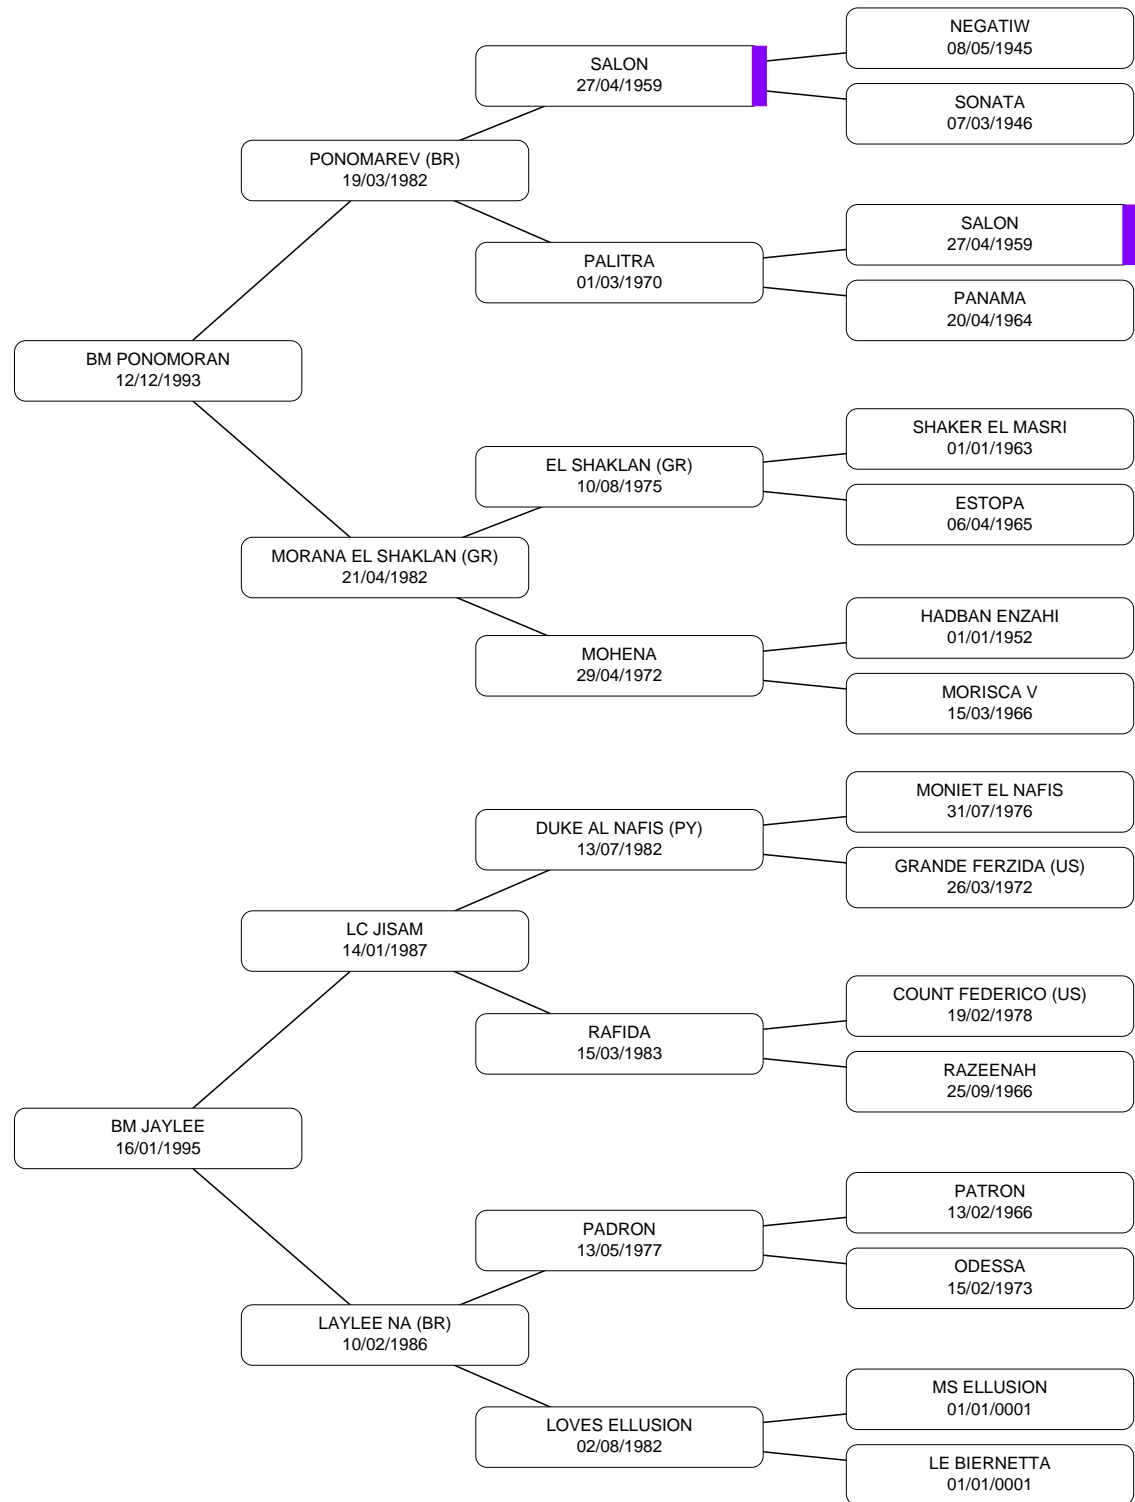 NEGATIW
08/05/1945
SALON
27/04/1959
SONATA
07/03/1946
PONOMAREV (BR)
19/03/1982
SALON
27/04/1959
PALITRA
01/03/1970
PANAMA
20/04/1964
BM PONOMORAN
12/12/1993
SHAKER EL MASRI
01/01/1963
EL SHAKLAN (GR)
10/08/1975
ESTOPA
06/04/1965
MORANA EL SHAKLAN (GR)
21/04/1982
HADBAN ENZAHI
01/01/1952
MOHENA
29/04/1972
MORISCA V
15/03/1966
MONIET EL NAFIS
31/07/1976
DUKE AL NAFIS (PY)
13/07/1982
GRANDE FERZIDA (US)
26/03/1972
LC JISAM
14/01/1987
COUNT FEDERICO (US)
19/02/1978
RAFIDA
15/03/1983
RAZEENAH
25/09/1966
BM JAYLEE
16/01/1995
PATRON
13/02/1966
PADRON
13/05/1977
ODESSA
15/02/1973
LAYLEE NA (BR)
10/02/1986
MS ELLUSION
01/01/0001
LOVES ELLUSION
02/08/1982
LE BIERNETTA
01/01/0001